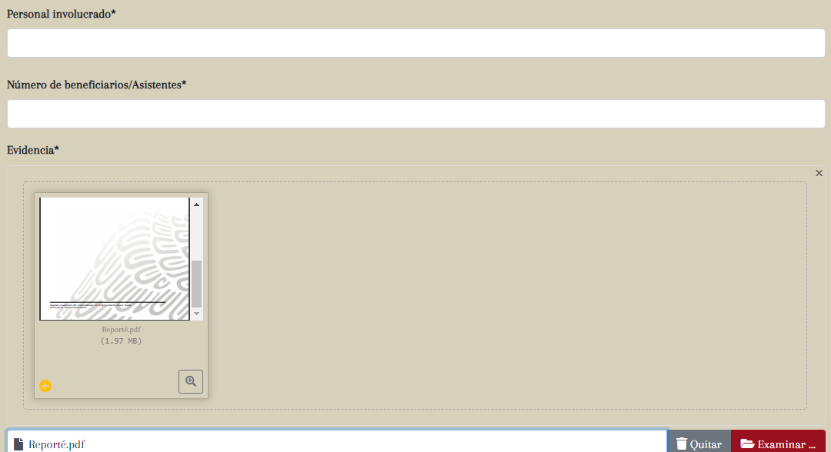 Personal involucrado*
Número de beneficiarios/Asistentes*
Evidencia*
Reporté.pdf
(1.97 MB)
Reporté.pdf
Quitar
Examinar ...